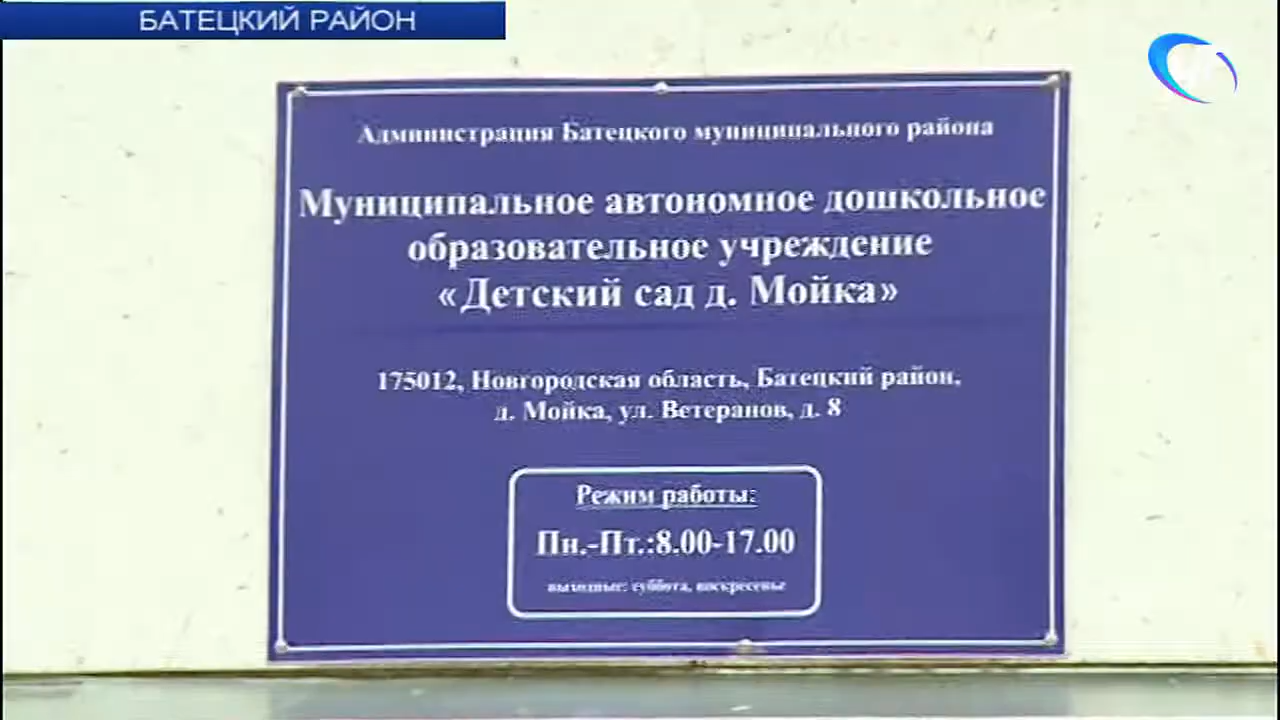 БАТЕЦКИЙ РАЙОН
Администрация Батецкого муниципального района
Муниципальное автономное дошкольное
образовательное учреждение
«Детский сад д. Мойка»
175012, Новгородская область, Батецкий район,
д. Мойка, ул. Ветеранов, д. 8
Режим работы:
Пн.-Пт.:8.00-17.00
выходные: суббота, воскресенье